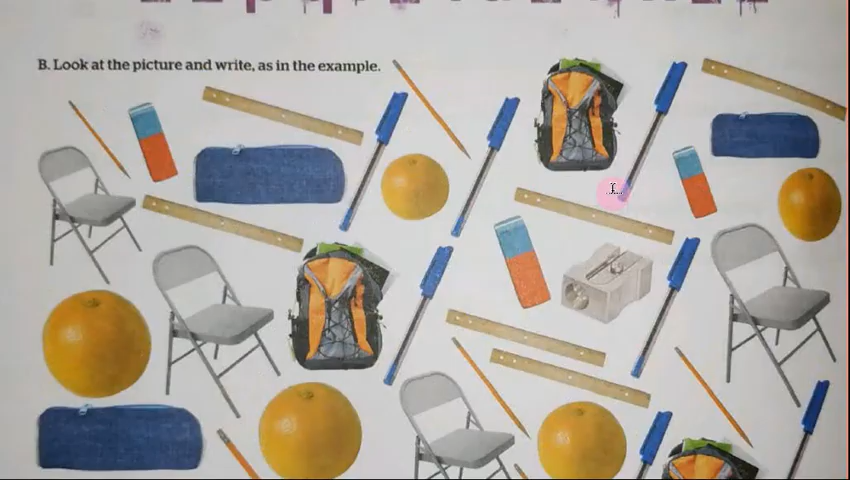 B. Look at the picture and write, as in the example.